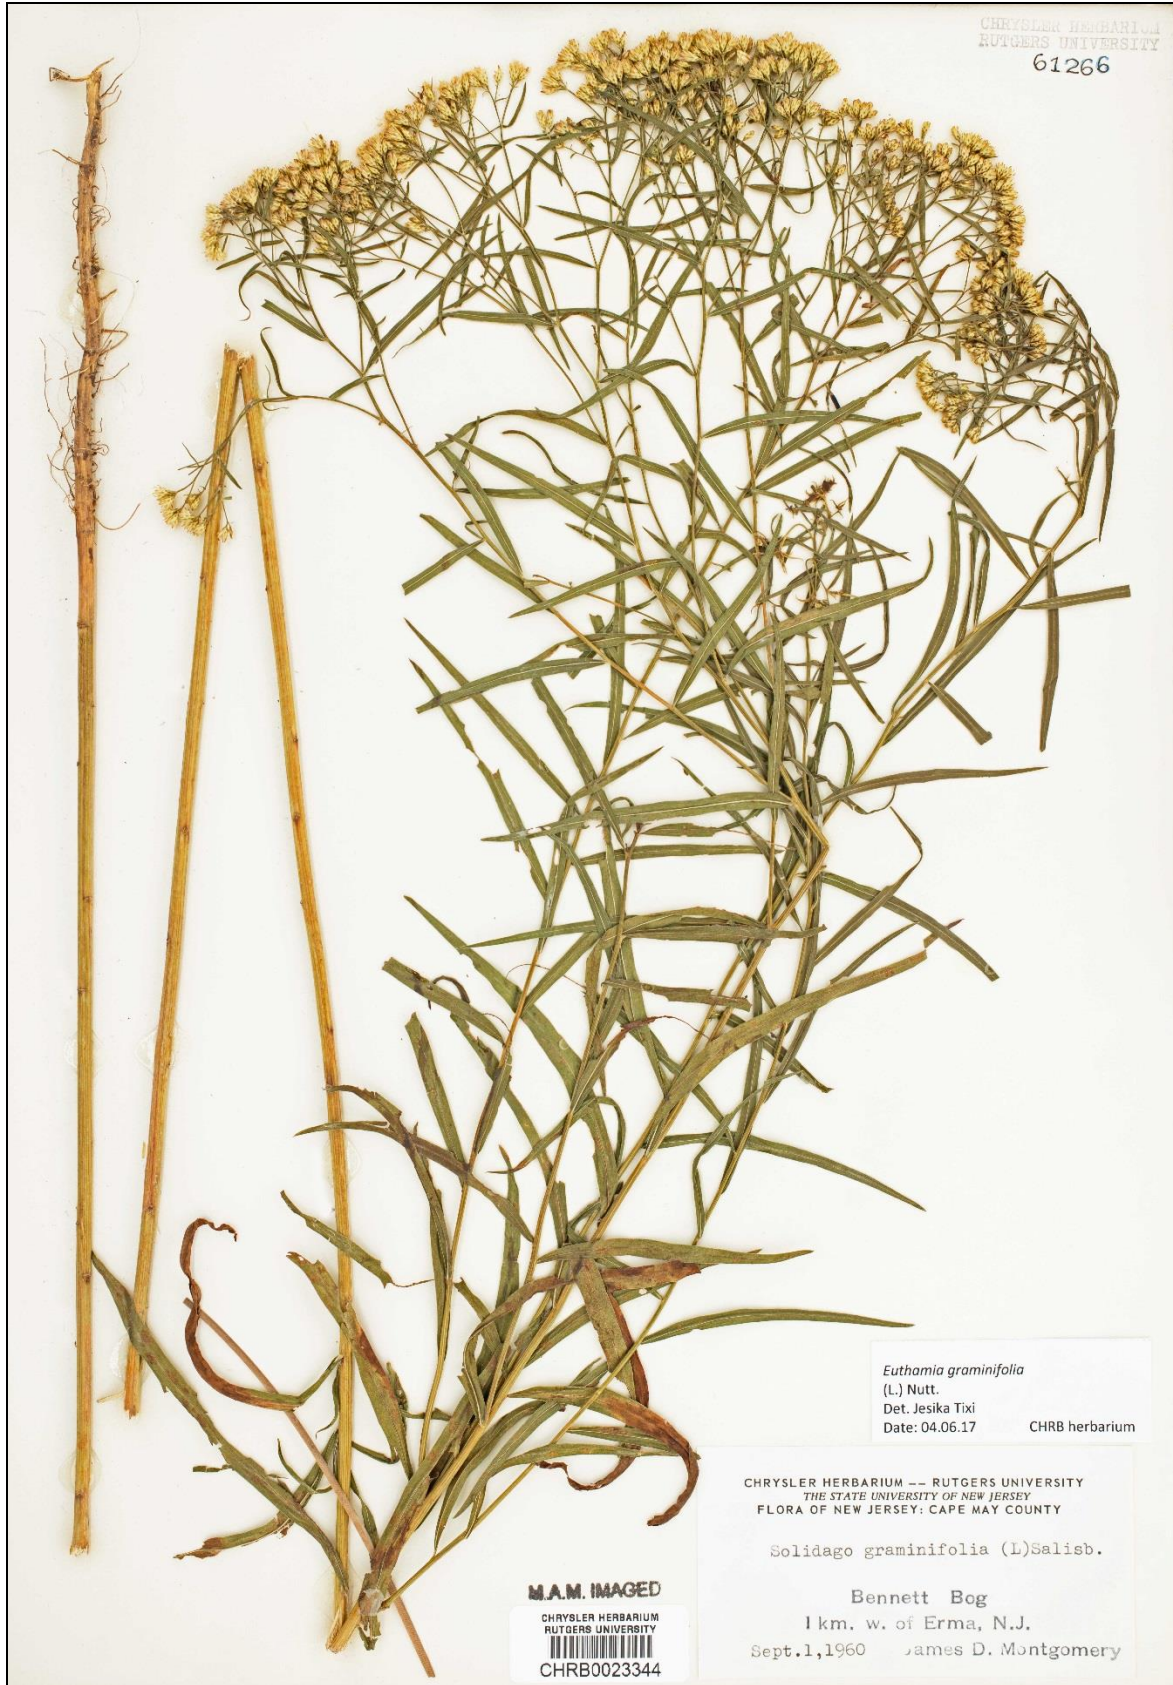 CHRYSLER HERBARIUM
RUTGERS UNIVERSITY
61266
Euthamia graminifolia
(L.) Nutt.
Det. Jesika Tixi
Date: 04.06.17 CHRB herbarium
CHRYSLER HERBARIUM -- RUTGERS UNIVERSITY
THE STATE UNIVERSITY OF NEW JERSEY
FLORA OF NEW JERSEY: CAPE MAY COUNTY
Solidago graminifolia (L)Salisb.
Bennett Bog
1 km. w. of Erma, N.J.
Sept.1,1960 James D. Montgomery
M.A.M. IMAGED
CHRYSLER HERBARIUM
RUTGERS UNIVERSITY
CHRB0023344